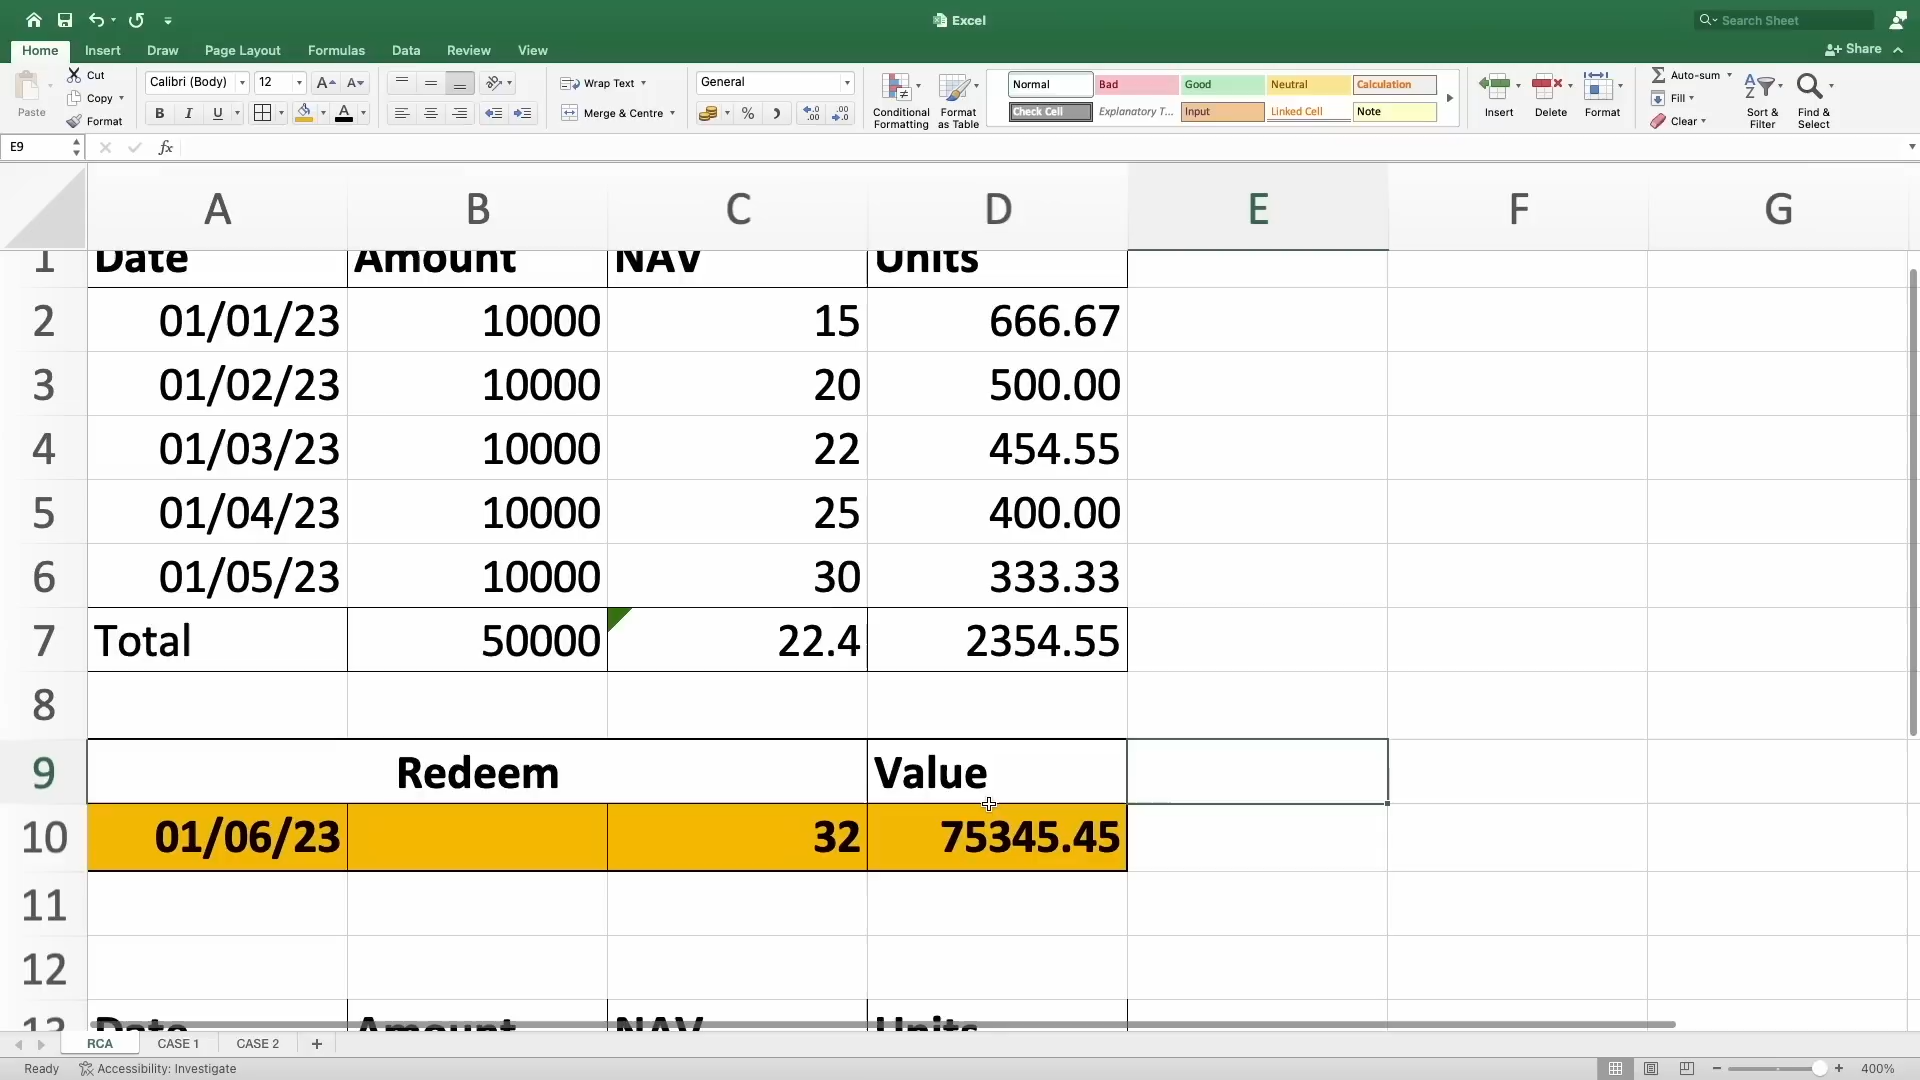 Excel
Search Sheet
Home Insert Draw Page Layout Formulas Data Review View
Share
Paste
Cut
Copy
Format
Calibri (Body) 12
A A
B I U A
Wrap Text
Merge & Centre
General
%
Conditional Formatting
Format as Table
Normal Bad Good Neutral Calculation
Check Cell Explanatory T... Input Linked Cell Note
Insert Delete Format
Auto-sum
Fill
Clear
Sort & Filter
Find & Select
E9 fx
A B C D E F G
1 Date Amount NAV Units
2 01/01/23 10000 15 666.67
3 01/02/23 10000 20 500.00
4 01/03/23 10000 22 454.55
5 01/04/23 10000 25 400.00
6 01/05/23 10000 30 333.33
7 Total 50000 22.4 2354.55
8
9 Redeem Value
10 01/06/23 32 75345.45
11
12
13 Date Amount NAV Units
RCA CASE 1 CASE 2 +
Ready Accessibility: Investigate
400%